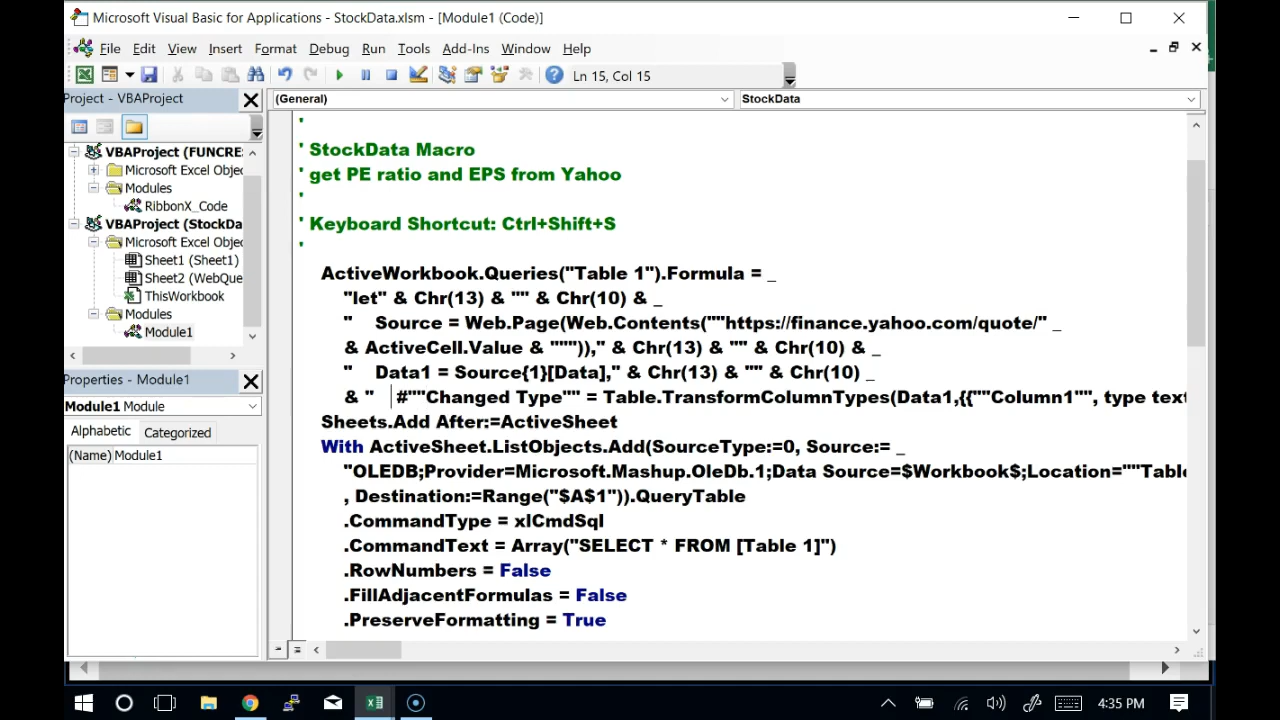 Microsoft Visual Basic for Applications - StockData.xlsm - [Module1 (Code)]
File Edit View Insert Format Debug Run Tools Add-Ins Window Help
Ln 15, Col 15
Project - VBAProject
(General)
StockData
VBAProject (FUNCRE
Microsoft Excel Objec
Modules
RibbonX_Code
VBAProject (StockDa
Microsoft Excel Objec
Sheet1 (Sheet1)
Sheet2 (WebQue
ThisWorkbook
Modules
Module1
Properties - Module1
Module1 Module
Alphabetic Categorized
(Name) Module1
'
' StockData Macro
' get PE ratio and EPS from Yahoo
'
' Keyboard Shortcut: Ctrl+Shift+S
'
ActiveWorkbook.Queries("Table 1").Formula = _
"let" & Chr(13) & "" & Chr(10) & _
" Source = Web.Page(Web.Contents(""https://finance.yahoo.com/quote/" _
& ActiveCell.Value & """))," & Chr(13) & "" & Chr(10) & _
" Data1 = Source{1}[Data]," & Chr(13) & "" & Chr(10) _
& " #""Changed Type"" = Table.TransformColumnTypes(Data1,{{""Column1"", type text
Sheets.Add After:=ActiveSheet
With ActiveSheet.ListObjects.Add(SourceType:=0, Source:= _
"OLEDB;Provider=Microsoft.Mashup.OleDb.1;Data Source=$Workbook$;Location=""Table
, Destination:=Range("$A$1")).QueryTable
.CommandType = xlCmdSql
.CommandText = Array("SELECT * FROM [Table 1]")
.RowNumbers = False
.FillAdjacentFormulas = False
.PreserveFormatting = True
4:35 PM